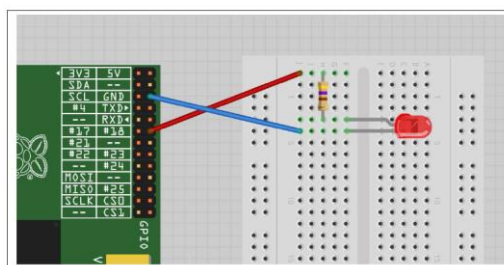 3V3 5V
SDA --
SCL GND
#4 TXD
-- RXD
#17 #18
#21 --
#22 #23
-- #24
MOSI --
MISO #25
SCLK CS0
-- CS1
GPIO